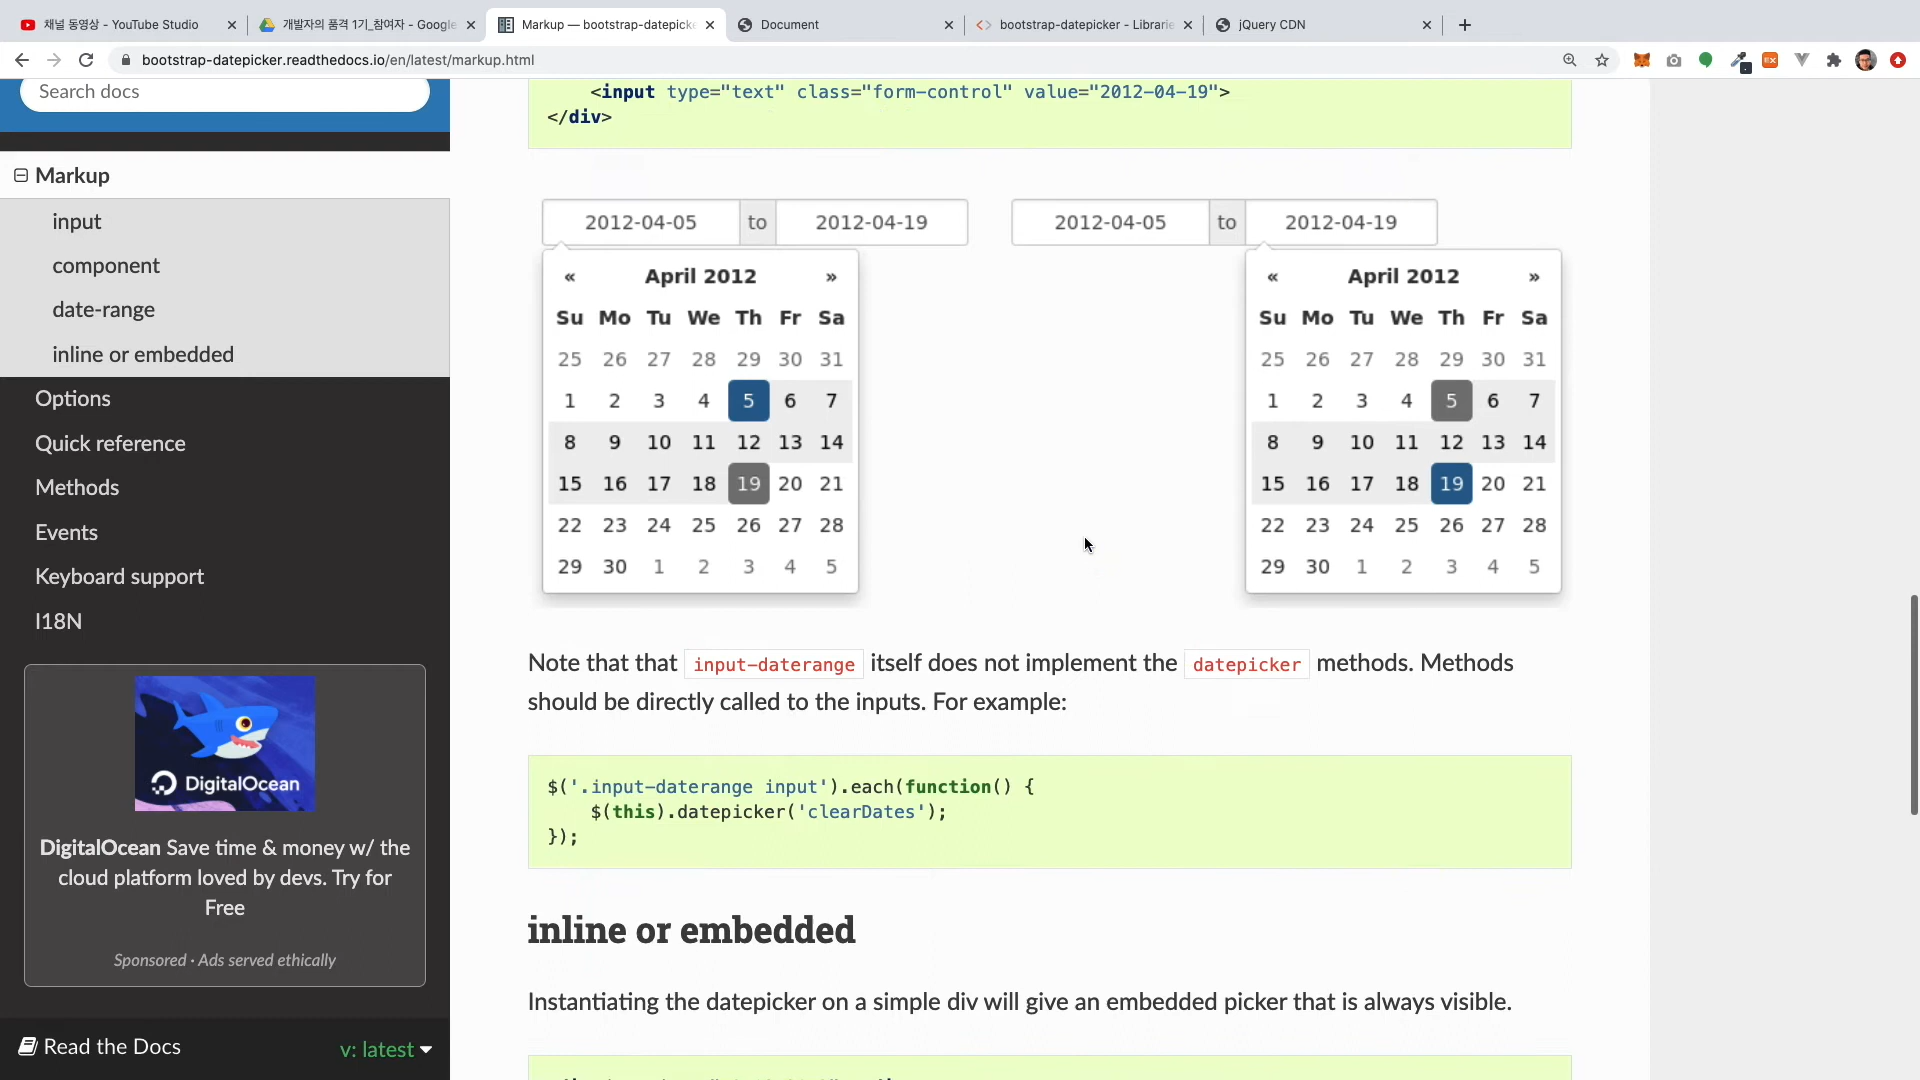 채널 동영상 - YouTube Studio
개발자의 품격 1기_참여자 - Google
Markup — bootstrap-datepicke
Document
bootstrap-datepicker - Librarie
jQuery CDN
bootstrap-datepicker.readthedocs.io/en/latest/markup.html
Search docs
Markup
input
component
date-range
inline or embedded
Options
Quick reference
Methods
Events
Keyboard support
I18N
DigitalOcean
DigitalOcean Save time & money w/ the
cloud platform loved by devs. Try for
Free
Sponsored · Ads served ethically
Read the Docs
v: latest
<input type="text" class="form-control" value="2012-04-19">
</div>
2012-04-05 to 2012-04-19
« April 2012 »
Su Mo Tu We Th Fr Sa
25 26 27 28 29 30 31
1 2 3 4 5 6 7
8 9 10 11 12 13 14
15 16 17 18 19 20 21
22 23 24 25 26 27 28
29 30 1 2 3 4 5
2012-04-05 to 2012-04-19
« April 2012 »
Su Mo Tu We Th Fr Sa
25 26 27 28 29 30 31
1 2 3 4 5 6 7
8 9 10 11 12 13 14
15 16 17 18 19 20 21
22 23 24 25 26 27 28
29 30 1 2 3 4 5
Note that that input-daterange itself does not implement the datepicker methods. Methods
should be directly called to the inputs. For example:
$('.input-daterange input').each(function() {
    $(this).datepicker('clearDates');
});
inline or embedded
Instantiating the datepicker on a simple div will give an embedded picker that is always visible.